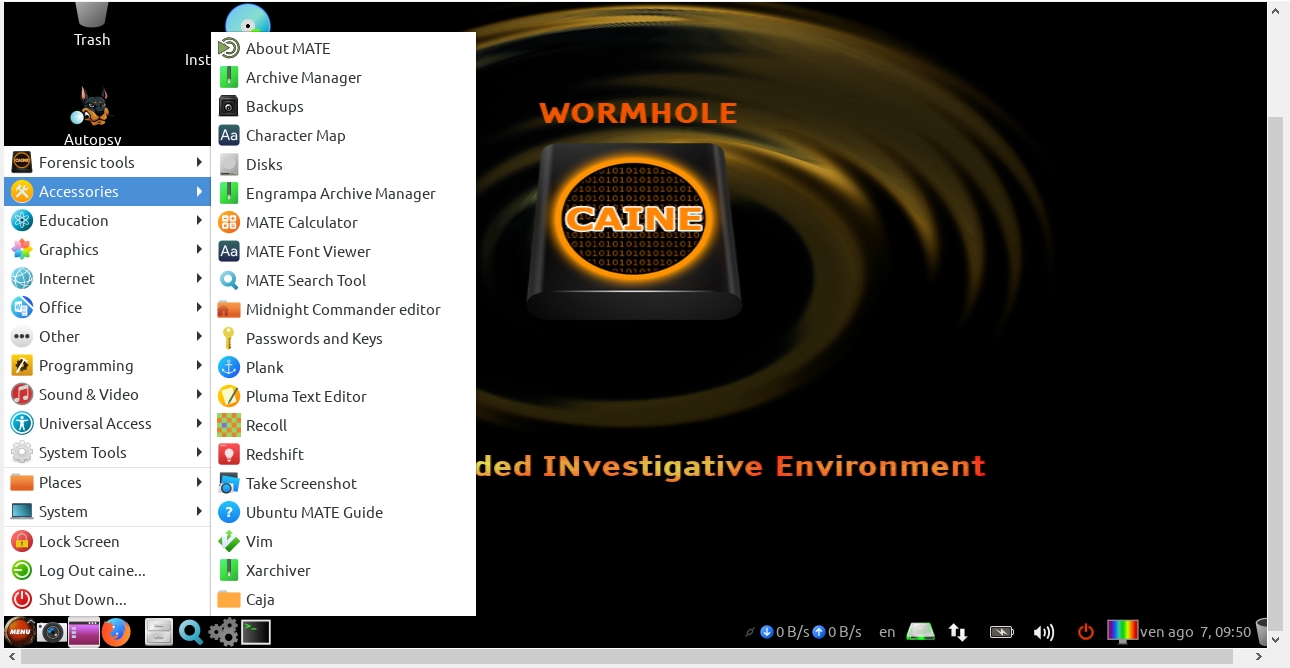 Trash
Inst
Autopsy
Forensic tools
Accessories
Education
Graphics
Internet
Office
Other
Programming
Sound & Video
Universal Access
System Tools
Places
System
Lock Screen
Log Out caine...
Shut Down...
About MATE
Archive Manager
Backups
Character Map
Disks
Engrampa Archive Manager
MATE Calculator
MATE Font Viewer
MATE Search Tool
Midnight Commander editor
Passwords and Keys
Plank
Pluma Text Editor
Recoll
Redshift
Take Screenshot
Ubuntu MATE Guide
Vim
Xarchiver
Caja
WORMHOLE
CAINE
ded INvestigative Environment
MENU
0 B/s 0 B/s en ven ago 7, 09:50